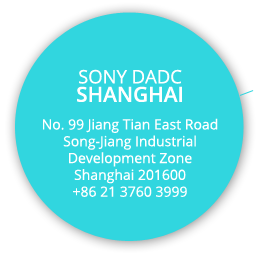 SONY DADC
SHANGHAI
No. 99 Jiang Tian East Road
Song-Jiang Industrial
Development Zone
Shanghai 201600
+86 21 3760 3999